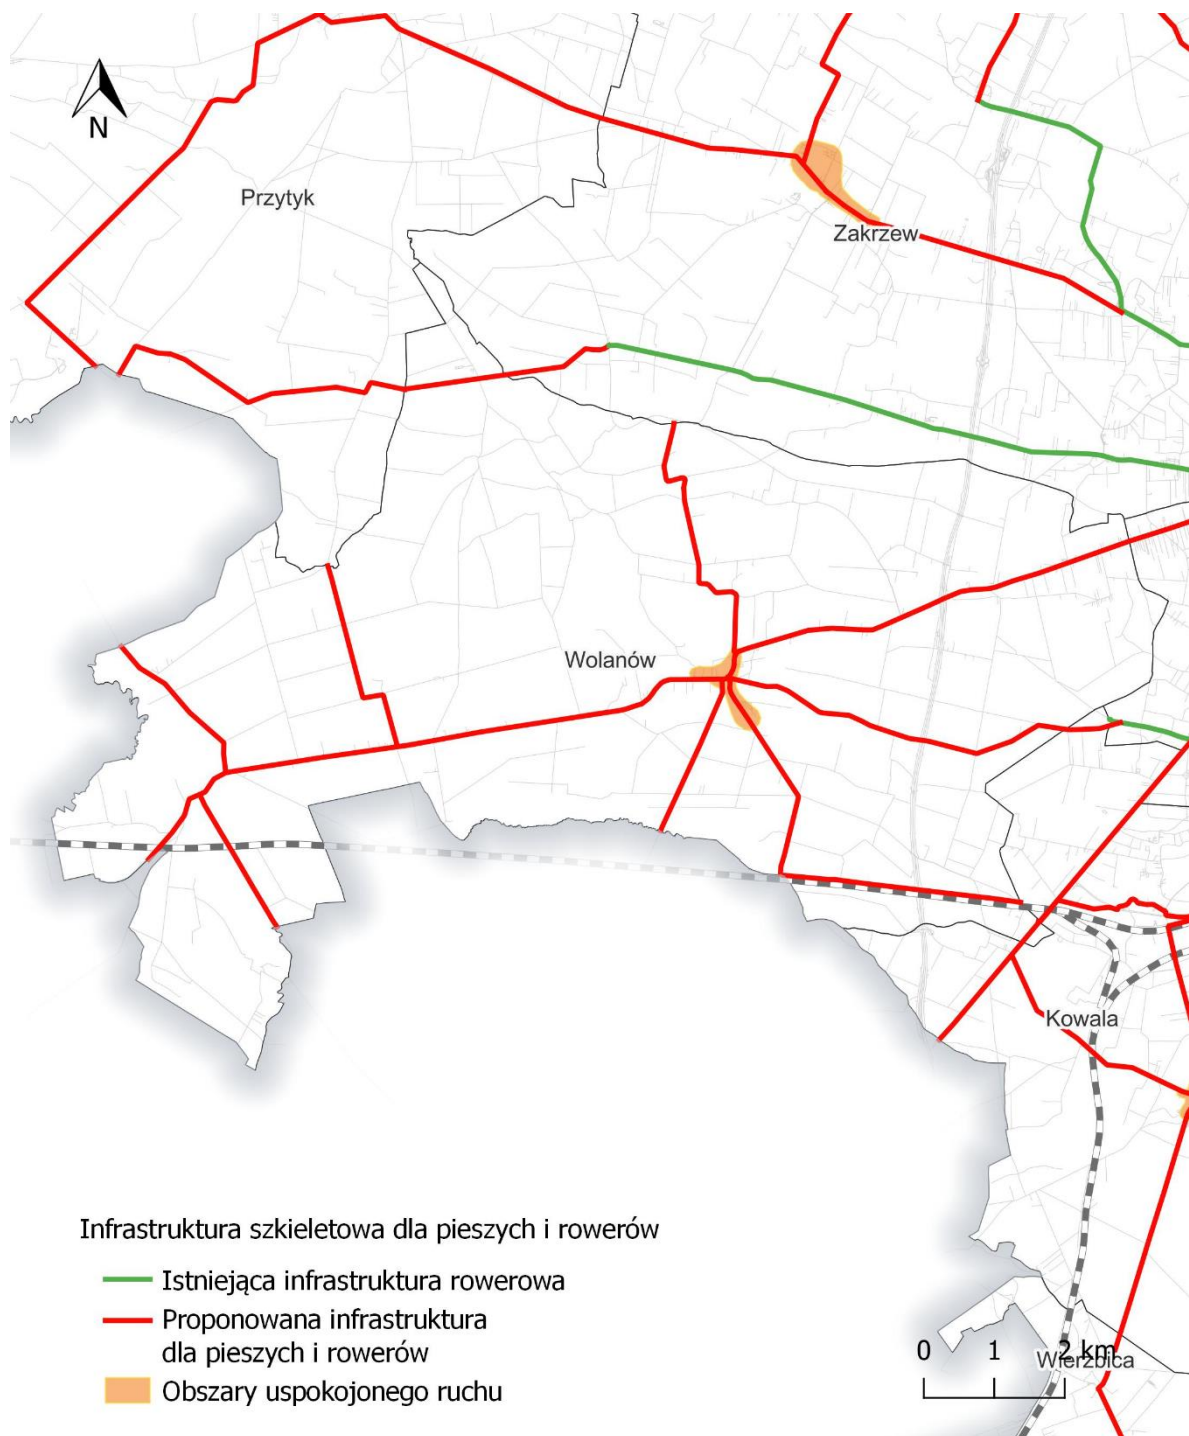 N
Przytyk
Zakrzew
Wolanów
Kowala
Infrastruktura szkieletowa dla pieszych i rowerów
Istniejąca infrastruktura rowerowa
Proponowana infrastruktura
dla pieszych i rowerów
Obszary uspokojonego ruchu
0 1 2 km
Wierzbica